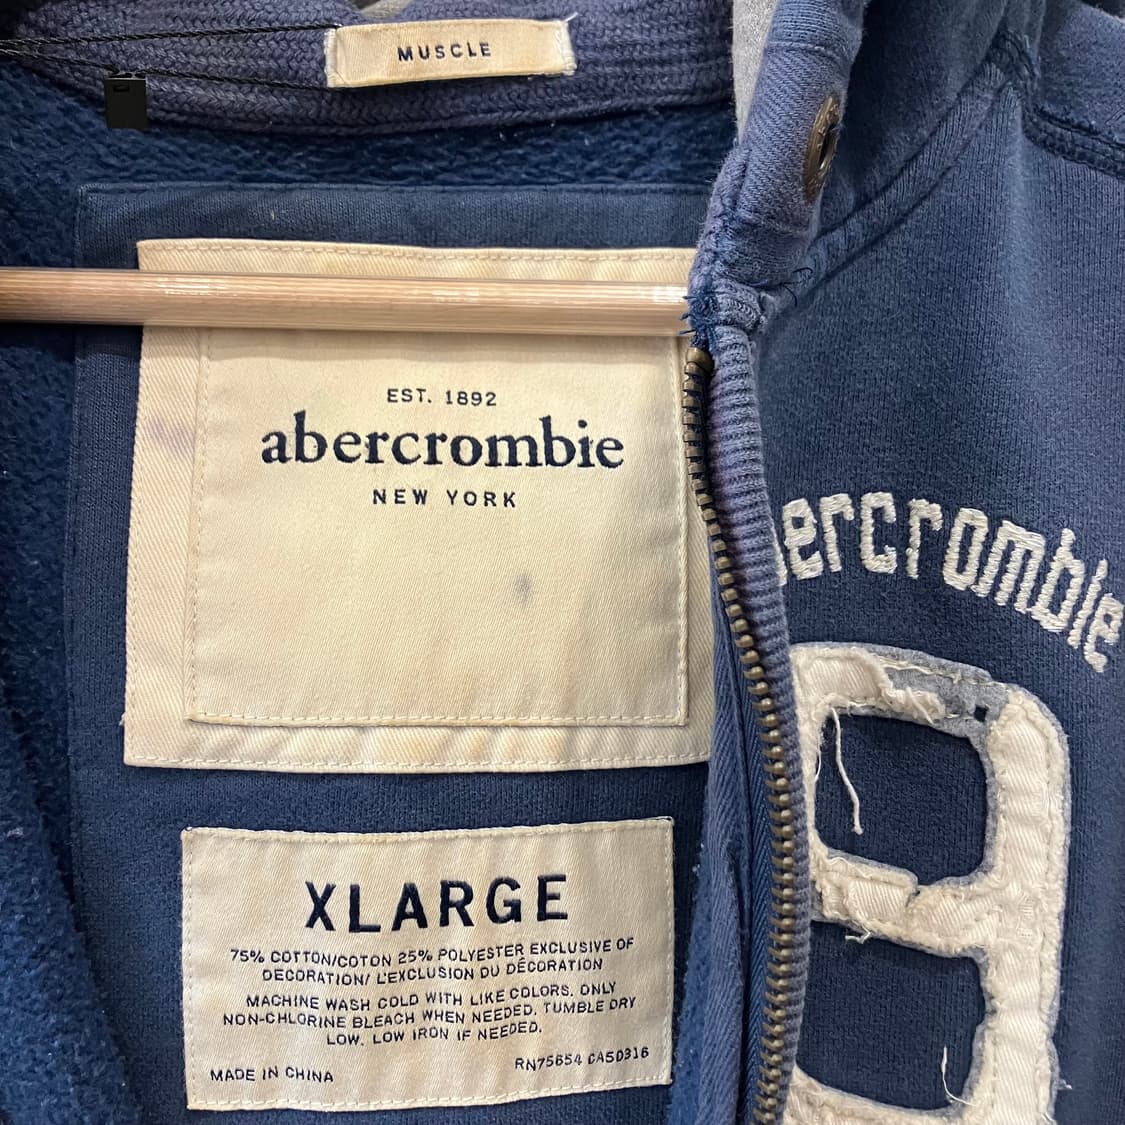 MUSCLE
EST. 1892
abercrombie
NEW YORK
abercrombie
XLARGE
75% COTTON/COTON 25% POLYESTER EXCLUSIVE OF
DECORATION/ L'EXCLUSION DU DÉCORATION
MACHINE WASH COLD WITH LIKE COLORS. ONLY
NON-CHLORINE BLEACH WHEN NEEDED. TUMBLE DRY
LOW. LOW IRON IF NEEDED.
MADE IN CHINA
RN75654 CA50316